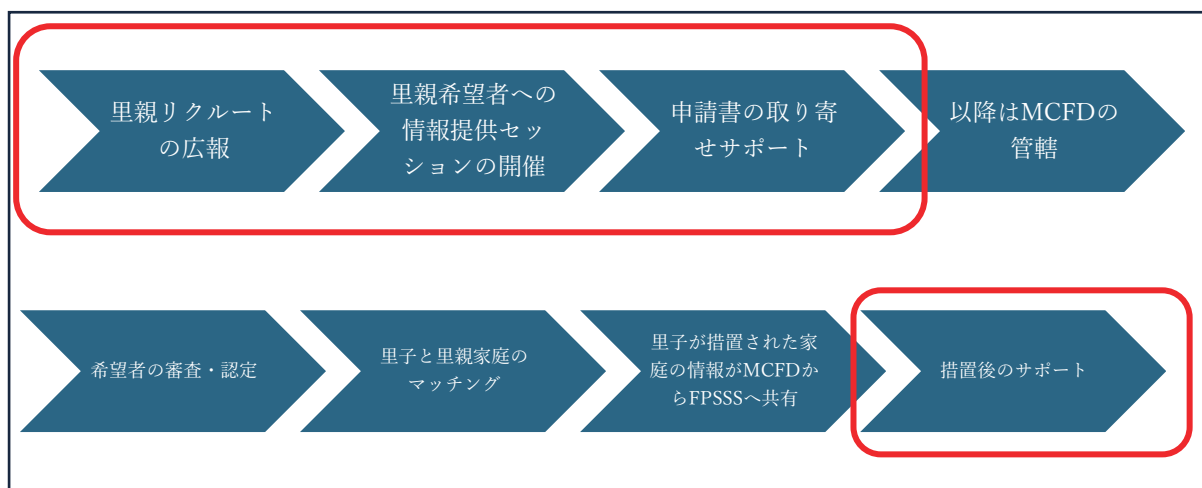 里親リクルート
の広報
里親希望者への
情報提供セッ
ションの開催
申請書の取り寄
せサポート
以降はMCFDの
管轄
希望者の審査・認定
里子と里親家庭の
マッチング
里子が措置された家
庭の情報がMCFDか
らFPSSSへ共有
措置後のサポート